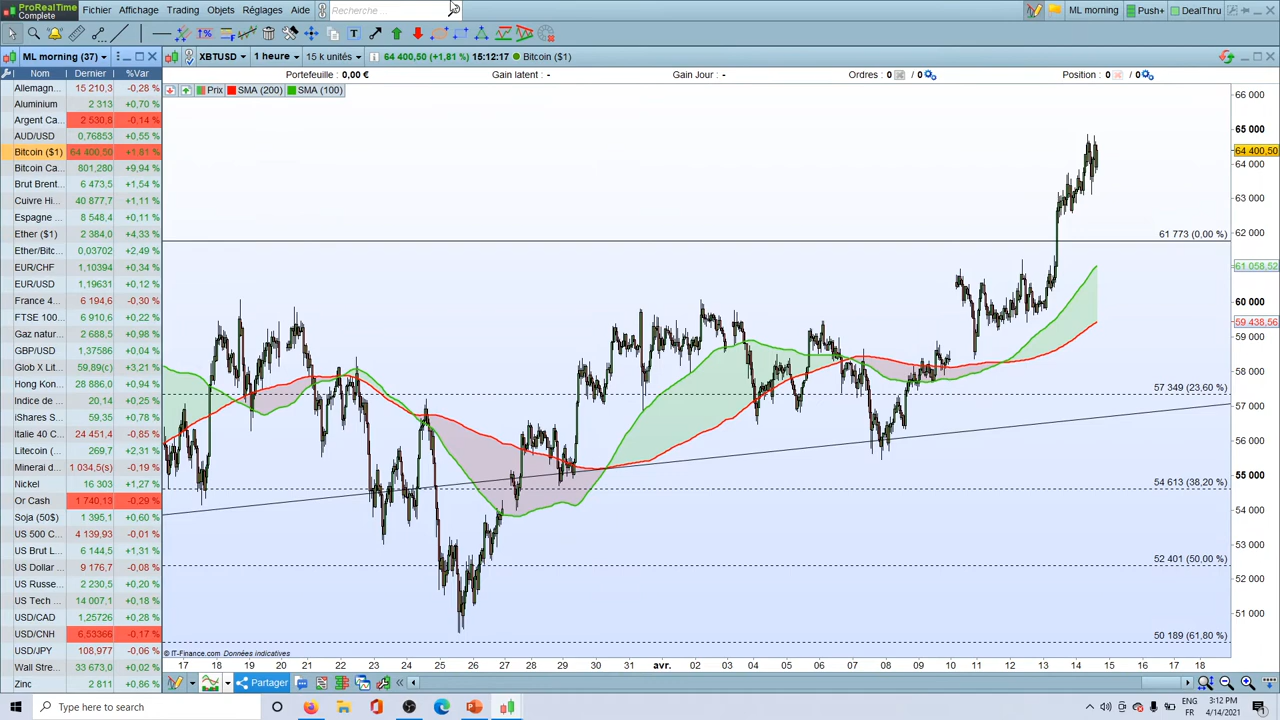 ProRealTime
Complete
Fichier Affichage Trading Objets Réglages Aide Recherche ... ML morning Push+ DealThru
ML morning (37) XBTUSD 1 heure 15 k unités 64 400,50 (+1,81 %) 15:12:17 Bitcoin ($1)
Nom Dernier %Var
Portefeuille : 0,00 € Gain latent : - Gain Jour : - Ordres : 0 / 0 Position : 0 / 0
Prix SMA (200) SMA (100)
Allemagn... 15 210,3 -0,28 %
Aluminium 2 313 +0,70 %
Argent Ca... 2 530,8 -0,14 %
AUD/USD 0,76853 +0,55 %
Bitcoin ($1) 64 400,50 +1,81 %
Bitcoin Ca... 801,280 +9,94 %
Brut Brent... 6 473,5 +1,54 %
Cuivre Hi... 40 877,7 +1,11 %
Espagne ... 8 548,4 +0,11 %
Ether ($1) 2 384,0 +4,33 %
Ether/Bitc... 0,03702 +2,49 %
EUR/CHF 1,10394 +0,34 %
EUR/USD 1,19631 +0,12 %
France 4... 6 194,6 -0,30 %
FTSE 100... 6 910,6 +0,22 %
Gaz natur... 2 688,5 +0,98 %
GBP/USD 1,37586 +0,04 %
Glob X Lit... 59,89(c) +3,21 %
Hong Kon... 28 886,0 +0,94 %
Indice de ... 20 +0,25 %
iShares S... 59,35 +0,78 %
Italie 40 C... 24 451,4 -0,85 %
Litecoin (... 269,7 +2,31 %
Minerai d... 1 034,5(s) -0,19 %
Nickel 16 303 +1,27 %
Or Cash 1 740,13 -0,29 %
Soja (50$) 1 395,1 +0,60 %
US 500 C... 4 139,93 -0,01 %
US Brut L... 6 144,5 +1,31 %
US Dollar ... 9 176,7 -0,08 %
US Russe... 2 230,5 +0,20 %
US Tech ... 14 007,1 +0,18 %
USD/CAD 1,25726 +0,28 %
USD/CNH 6,53366 -0,17 %
USD/JPY 108,977 -0,06 %
Wall Stre... 33 673,0 +0,02 %
Zinc 2 811 +0,86 %
66 000
65 000
64 400,50
64 000
63 000
62 000
61 773 (0,00 %)
61 058,52
60 000
59 438,56
59 000
58 000
57 349 (23,60 %)
57 000
56 000
55 000
54 613 (38,20 %)
54 000
53 000
52 401 (50,00 %)
52 000
51 000
50 189 (61,80 %)
© IT-Finance.com Données indicatives
17 18 19 20 21 22 23 24 25 26 27 28 29 30 31 avr. 02 03 04 05 06 07 08 09 10 11 12 13 14 15 16 17 18
Partager
Type here to search
ENG
FR
3:12 PM
4/14/2021